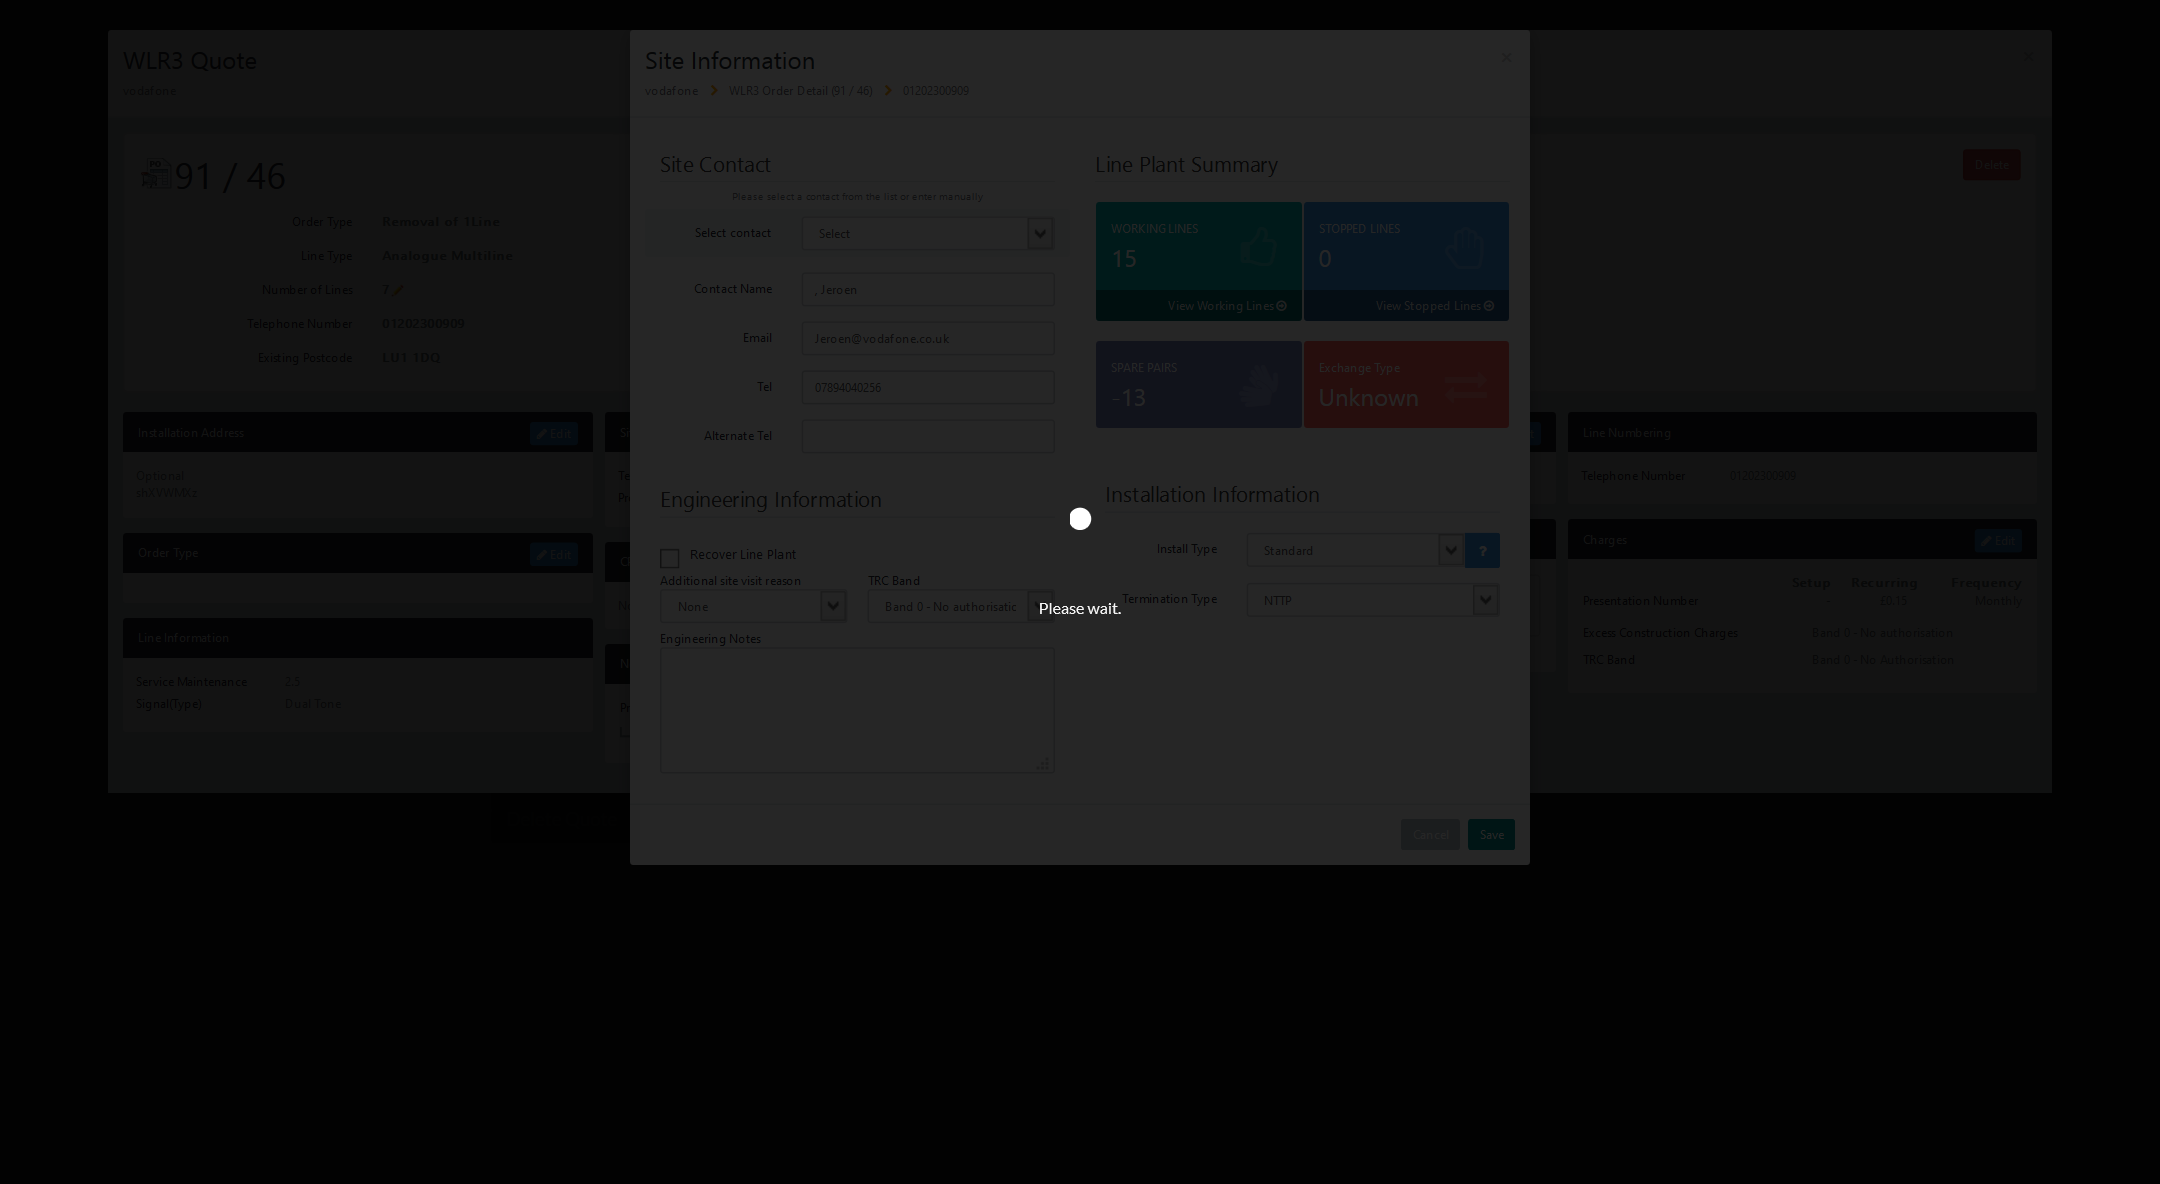 WLR3 Quote
vodafone
91 / 46
Order Type Removal of 1Line
Line Type Analogue Multiline
Number of Lines 1
Telephone Number 01202300909
Existing Postcode LU1 1DQ
Installation Address Edit
Optional
shXVWMXz
Order Type Edit
Line information
Service Maintenance 2.5
Signal(Type) Dual Tone
Site Information
vodafone WLR3 Order Detail (91 / 46) 01202300909
Site Contact
Please select a contact from the list or enter manually
Select contact Select
Contact Name , Jeroen
Email Jeroen@vodafone.co.uk
Tel 07894040256
Alternate Tel
Line Plant Summary
WORKING LINES
15
View Working Lines
STOPPED LINES
0
View Stopped Lines
SPARE PAIRS
-13
Exchange Type
Unknown
Engineering Information
Recover Line Plant
Additional site visit reason
None
TRC Band
Band 0 - No authorisatic
Engineering Notes
Installation Information
Install Type Standard ?
Termination Type NTTP
Please wait.
Cancel Save
Delete
Line Numbering
Telephone Number 01202300909
Charges Edit
Setup Recurring Frequency
Presentation Number - £0.15 Monthly
Excess Construction Charges Band 0 - No authorisation
TRC Band Band 0 - No Authorisation